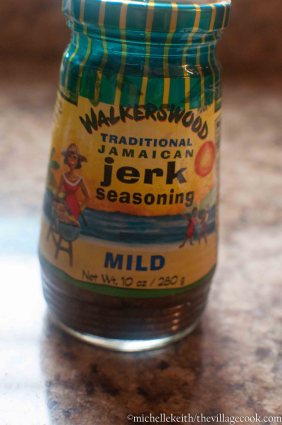 WALKERSWOOD
TRADITIONAL
JAMAICAN
jerk
seasoning
MILD
Net Wt. 10 oz / 280 g
©michellekeith/thevillagecook.com